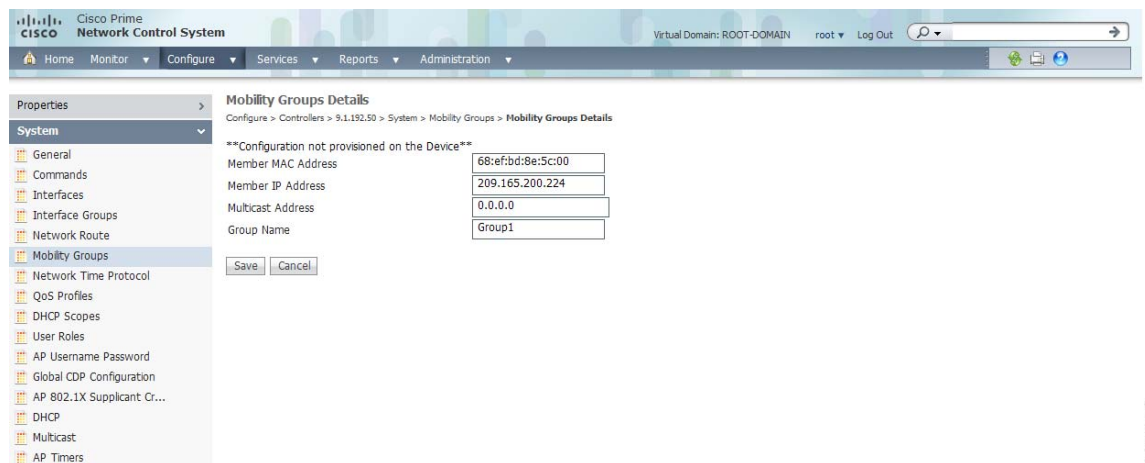 Cisco Prime
CISCO Network Control System
Virtual Domain: ROOT-DOMAIN root Log Out
Home Monitor Configure Services Reports Administration
Properties
System
General
Commands
Interfaces
Interface Groups
Network Route
Mobility Groups
Network Time Protocol
QoS Profiles
DHCP Scopes
User Roles
AP Username Password
Global CDP Configuration
AP 802.1X Supplicant Cr...
DHCP
Multicast
AP Timers
Mobility Groups Details
Configure > Controllers > 9.1.192.50 > System > Mobility Groups > Mobility Groups Details
**Configuration not provisioned on the Device**
Member MAC Address 68:ef:bd:8e:5c:00
Member IP Address 209.165.200.224
Multicast Address 0.0.0.0
Group Name Group1
Save Cancel